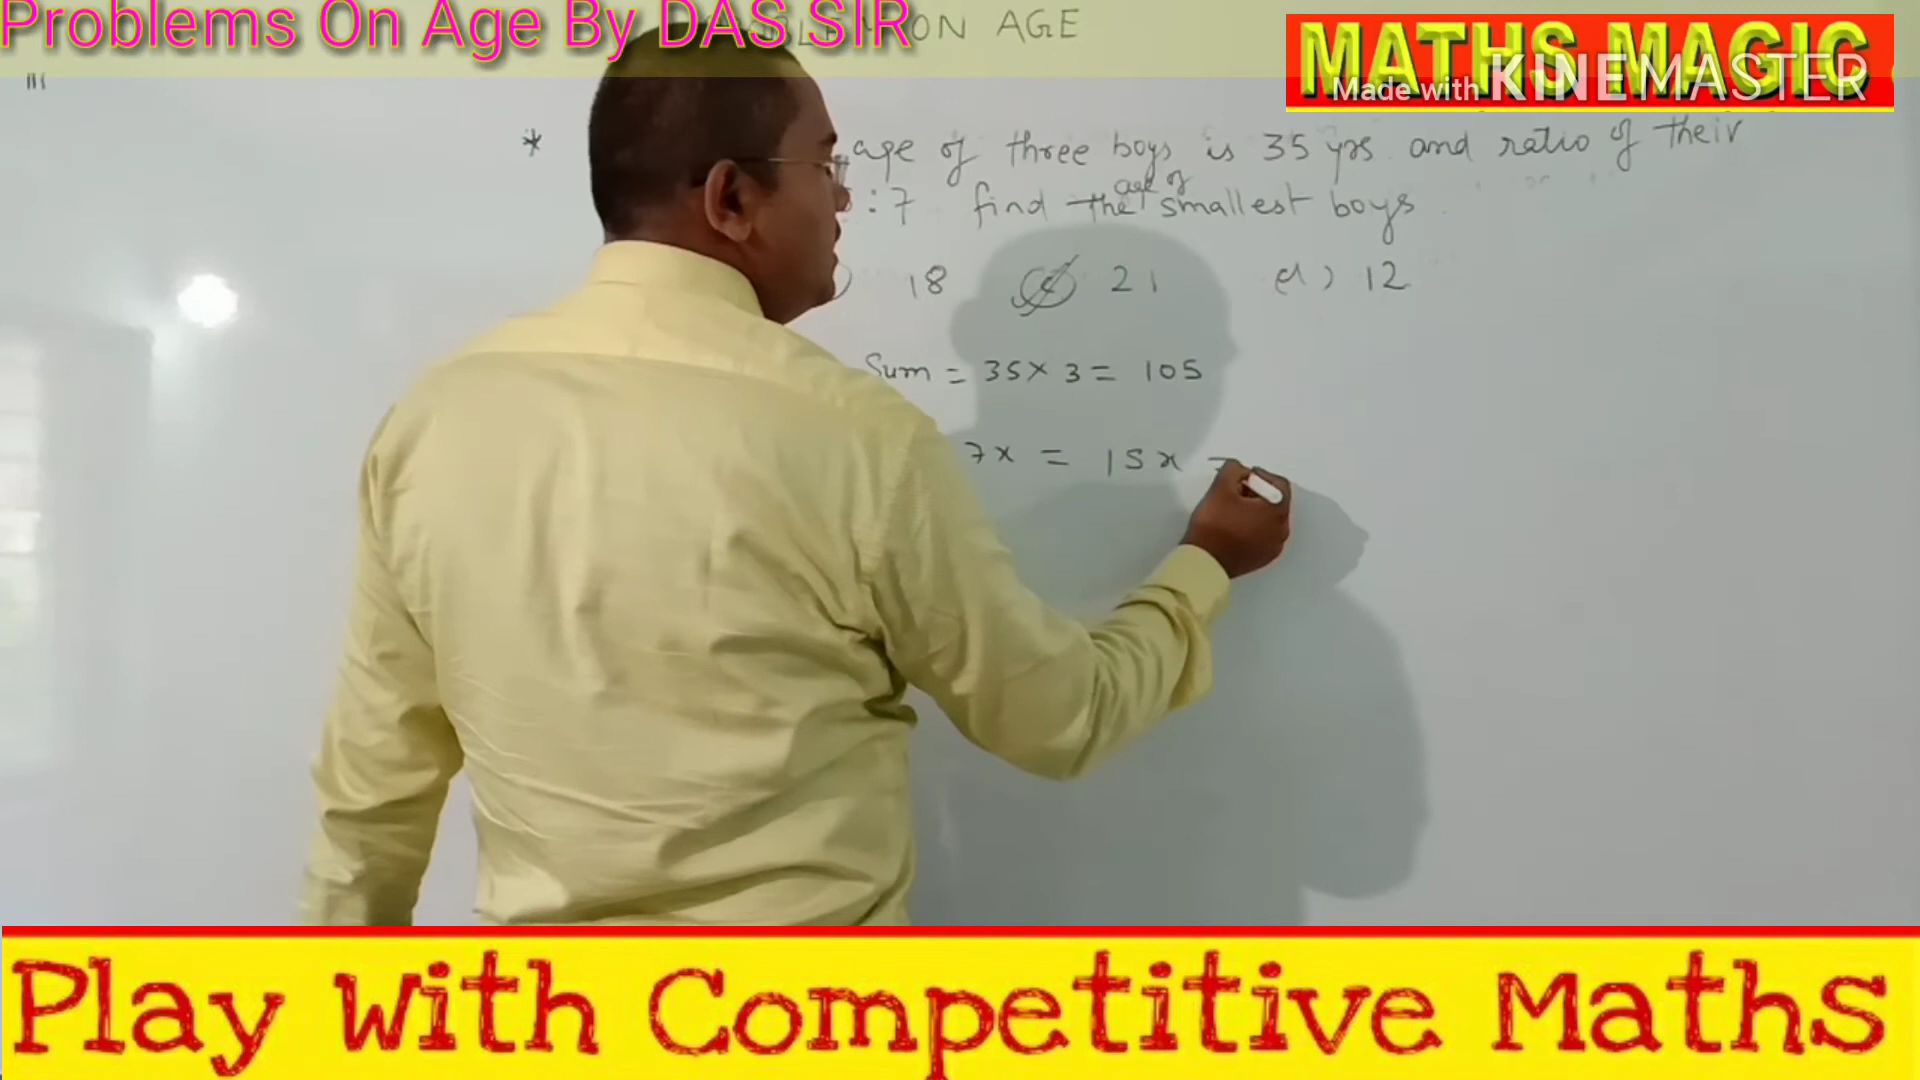 Problems On Age By DAS SIR
ON AGE
MATHS MAGIC
Made with KINEMASTER
* age of three boys is 35 yrs. and ratio of their
: 7 find the age of smallest boys
18 21 d) 12
Sum = 35 × 3 = 105
7x = 15x =
Play With Competitive Maths